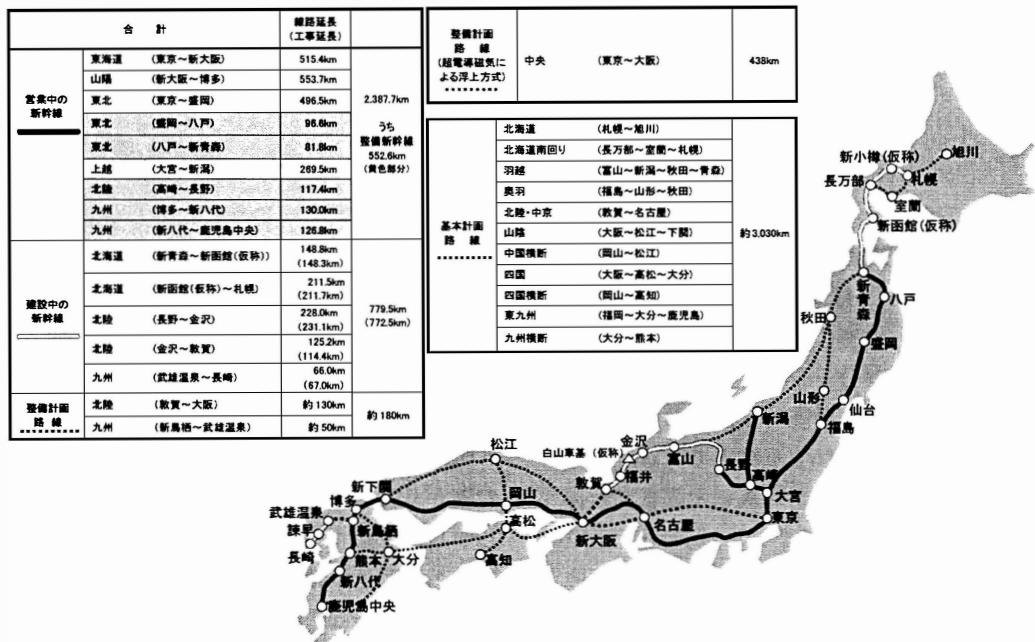 合　計 線路延長
(工事延長)
営業中の
新幹線
東海道 (東京～新大阪) 515.4km
山陽 (新大阪～博多) 553.7km
東北 (東京～盛岡) 496.5km
東北 (盛岡～八戸) 96.6km
東北 (八戸～新青森) 81.8km
上越 (大宮～新潟) 269.5km
北陸 (高崎～長野) 117.4km
九州 (博多～新八代) 130.0km
九州 (新八代～鹿児島中央) 126.8km
2,387.7km
うち
整備新幹線
552.6km
(黄色部分)
建設中の
新幹線
北海道 (新青森～新函館(仮称)) 148.8km
(148.3km)
北海道 (新函館(仮称)～札幌) 211.5km
(211.7km)
北陸 (長野～金沢) 228.0km
(231.1km)
北陸 (金沢～敦賀) 125.2km
(114.4km)
九州 (武雄温泉～長崎) 66.0km
(67.0km)
779.5km
(772.5km)
整備計画
路　線
北陸 (敦賀～大阪) 約130km
九州 (新鳥栖～武雄温泉) 約50km
約180km
整備計画
路　線
(超電導磁気に
よる浮上方式)
中央 (東京～大阪) 438km
基本計画
路　線
北海道 (札幌～旭川)
北海道南回り (長万部～室蘭～札幌)
羽越 (富山～新潟～秋田～青森)
奥羽 (福島～山形～秋田)
北陸・中京 (敦賀～名古屋)
山陰 (大阪～松江～下関)
中国横断 (岡山～松江)
四国 (大阪～高松～大分)
四国横断 (岡山～高知)
東九州 (福岡～大分～鹿児島)
九州横断 (大分～熊本)
約3,030km
新小樽(仮称)
旭川
長万部
札幌
室蘭
新函館(仮称)
新青森
八戸
秋田
盛岡
山形
仙台
新潟
福島
金沢
白山車基(仮称)
富山
長野
高崎
松江
敦賀
福井
大宮
新下関
岡山
博多
東京
武雄温泉
高松
名古屋
諫早
新鳥栖
新大阪
長崎
熊本
大分
高知
新八代
鹿児島中央